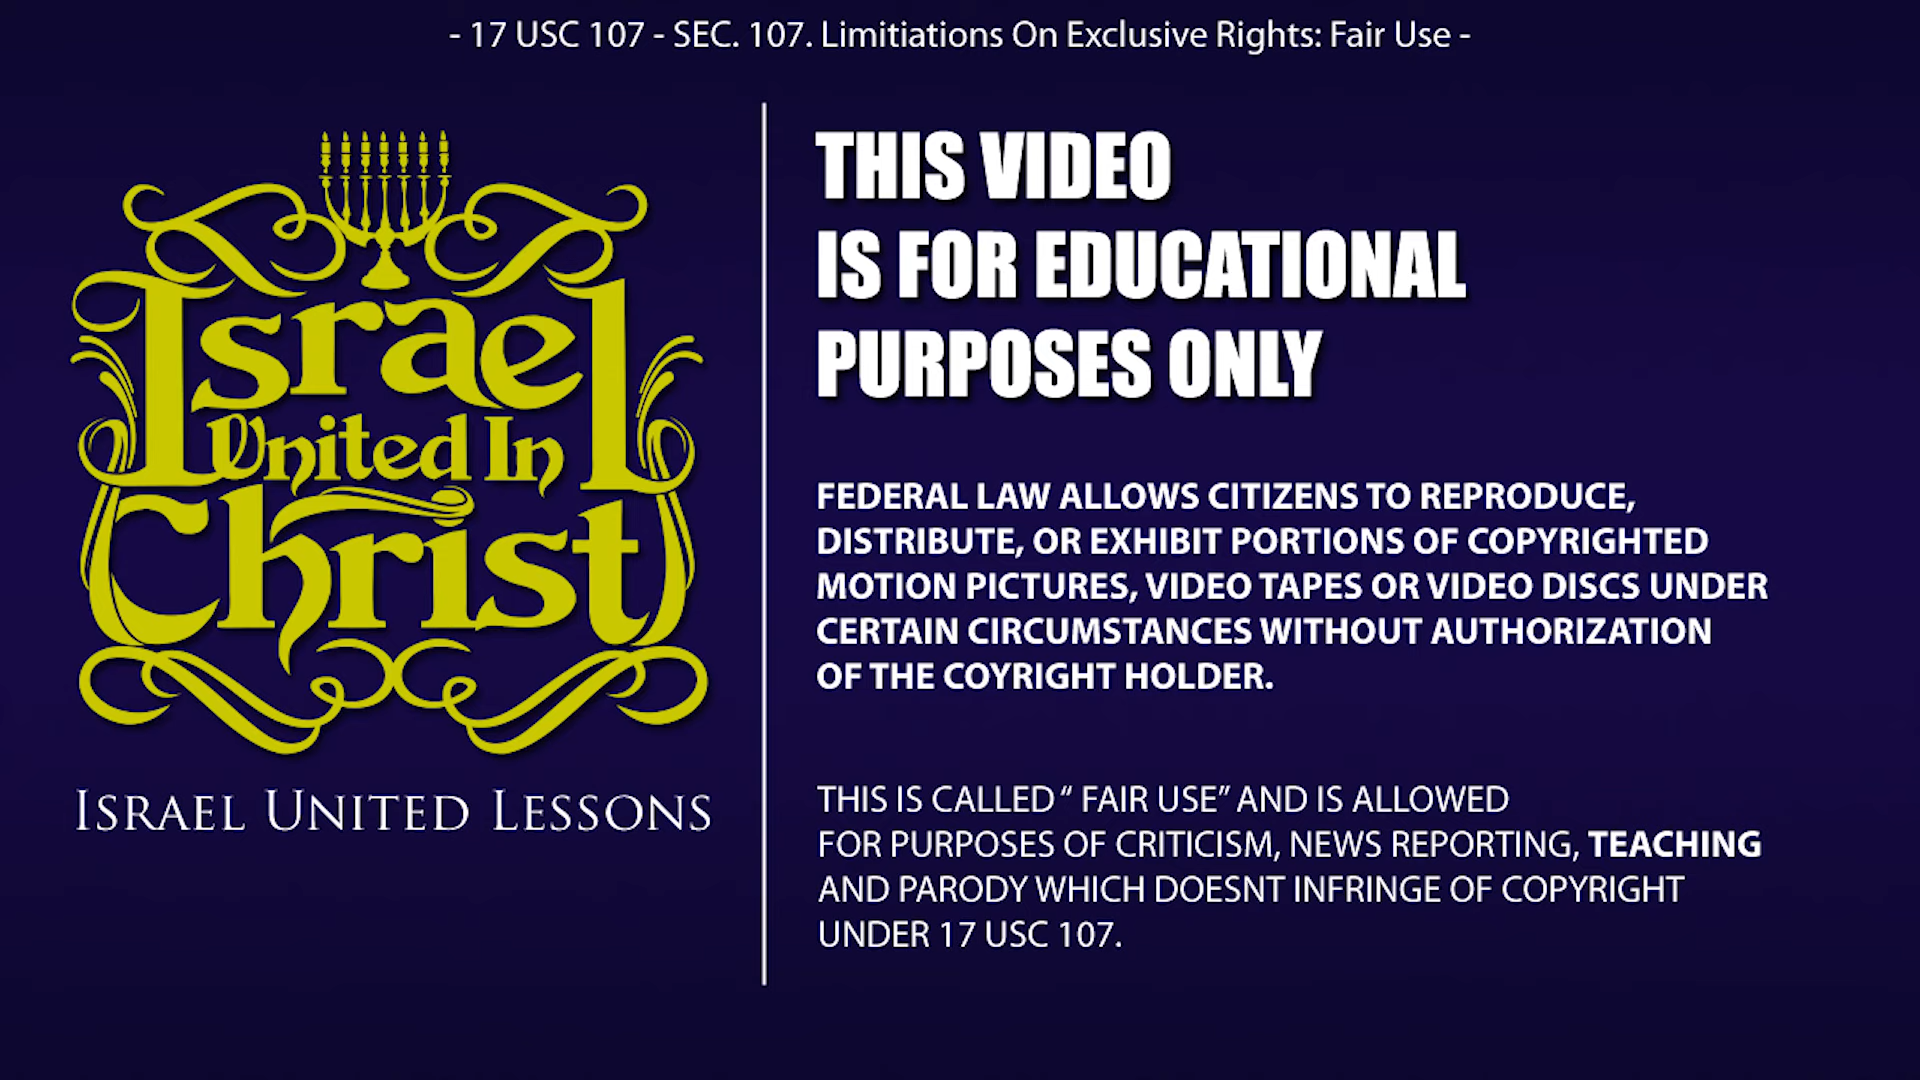 - 17 USC 107 - SEC. 107. Limitiations On Exclusive Rights: Fair Use -
Israel
United In
Christ
ISRAEL UNITED LESSONS
THIS VIDEO
IS FOR EDUCATIONAL
PURPOSES ONLY
FEDERAL LAW ALLOWS CITIZENS TO REPRODUCE,
DISTRIBUTE, OR EXHIBIT PORTIONS OF COPYRIGHTED
MOTION PICTURES, VIDEO TAPES OR VIDEO DISCS UNDER
CERTAIN CIRCUMSTANCES WITHOUT AUTHORIZATION
OF THE COYRIGHT HOLDER.
THIS IS CALLED “ FAIR USE” AND IS ALLOWED
FOR PURPOSES OF CRITICISM, NEWS REPORTING, TEACHING
AND PARODY WHICH DOESNT INFRINGE OF COPYRIGHT
UNDER 17 USC 107.